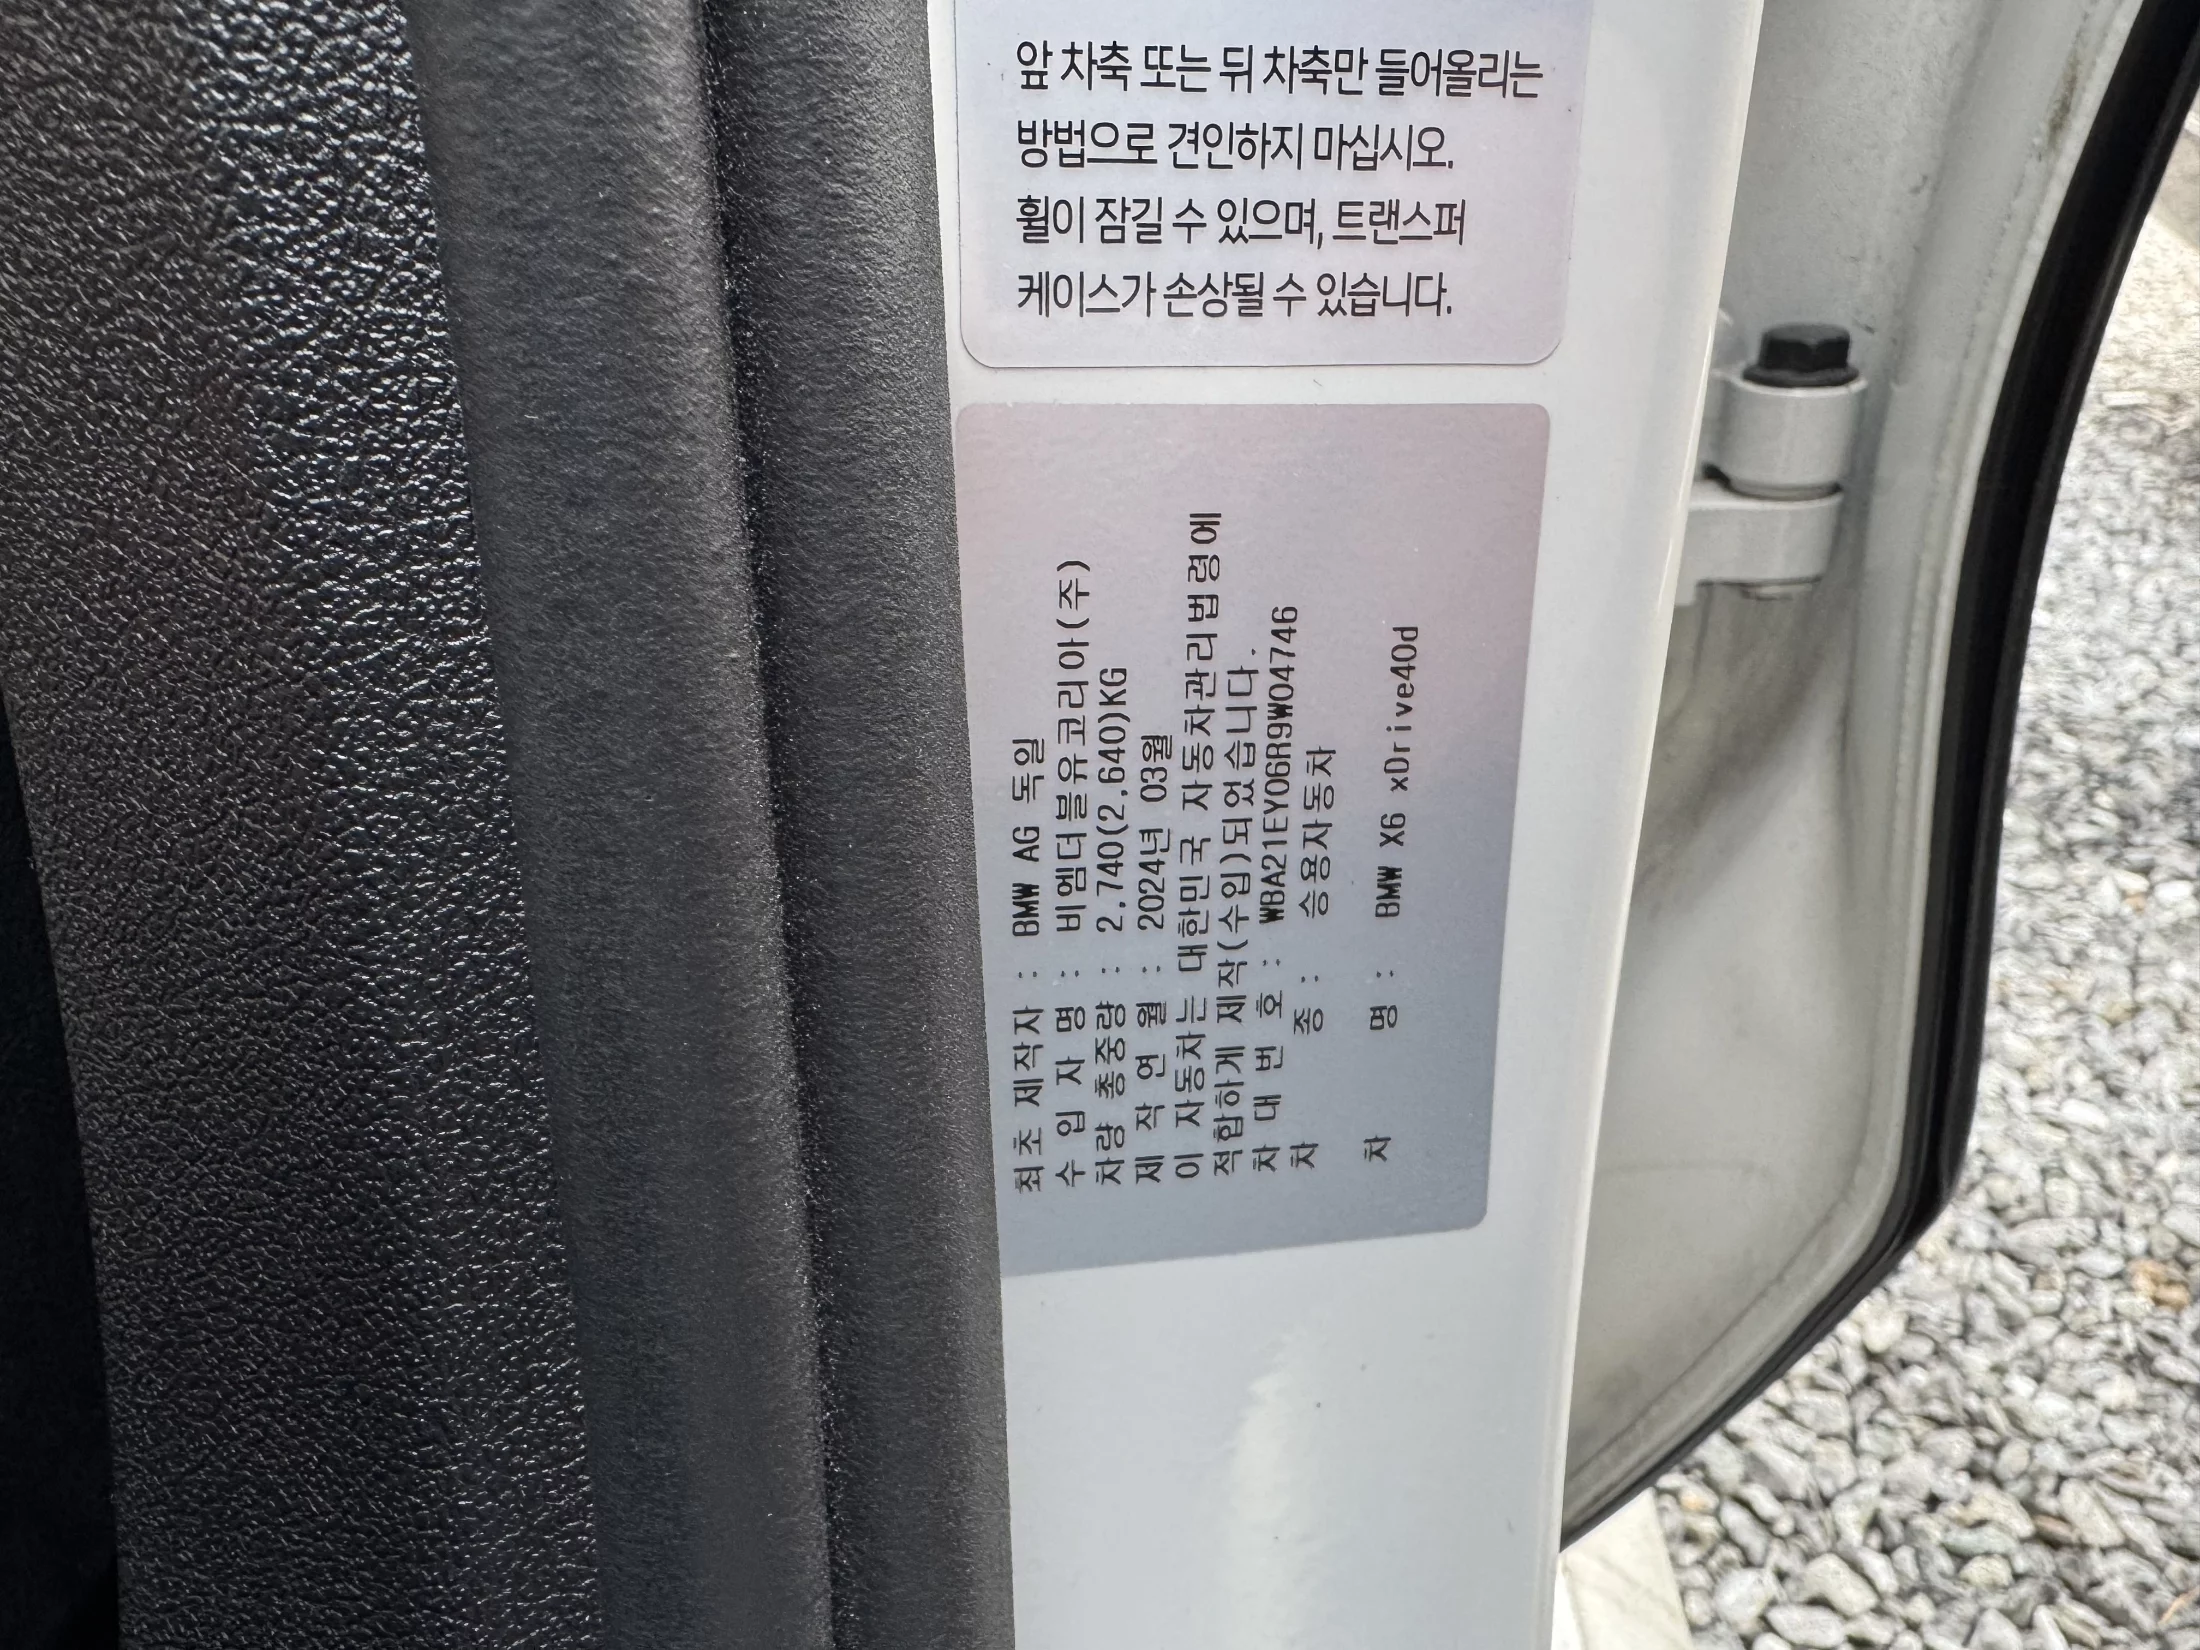 앞 차축 또는 뒤 차축만 들어올리는
방법으로 견인하지 마십시오.
휠이 잠길 수 있으며, 트랜스퍼
케이스가 손상될 수 있습니다.
최초 제작자 : BMW AG 독일
수 입 자 명 : 비엠더블유코리아(주)
차량 총중량 : 2,740(2,640)KG
제 작 연 월 : 2024년 03월
이 자동차는 대한민국 자동차관리법령에
적합하게 제작(수입)되었습니다.
차 대 번 호 : WBA21EY06R9W04746
차 종 : 승용자동차
차 명 : BMW X6 xDrive40d